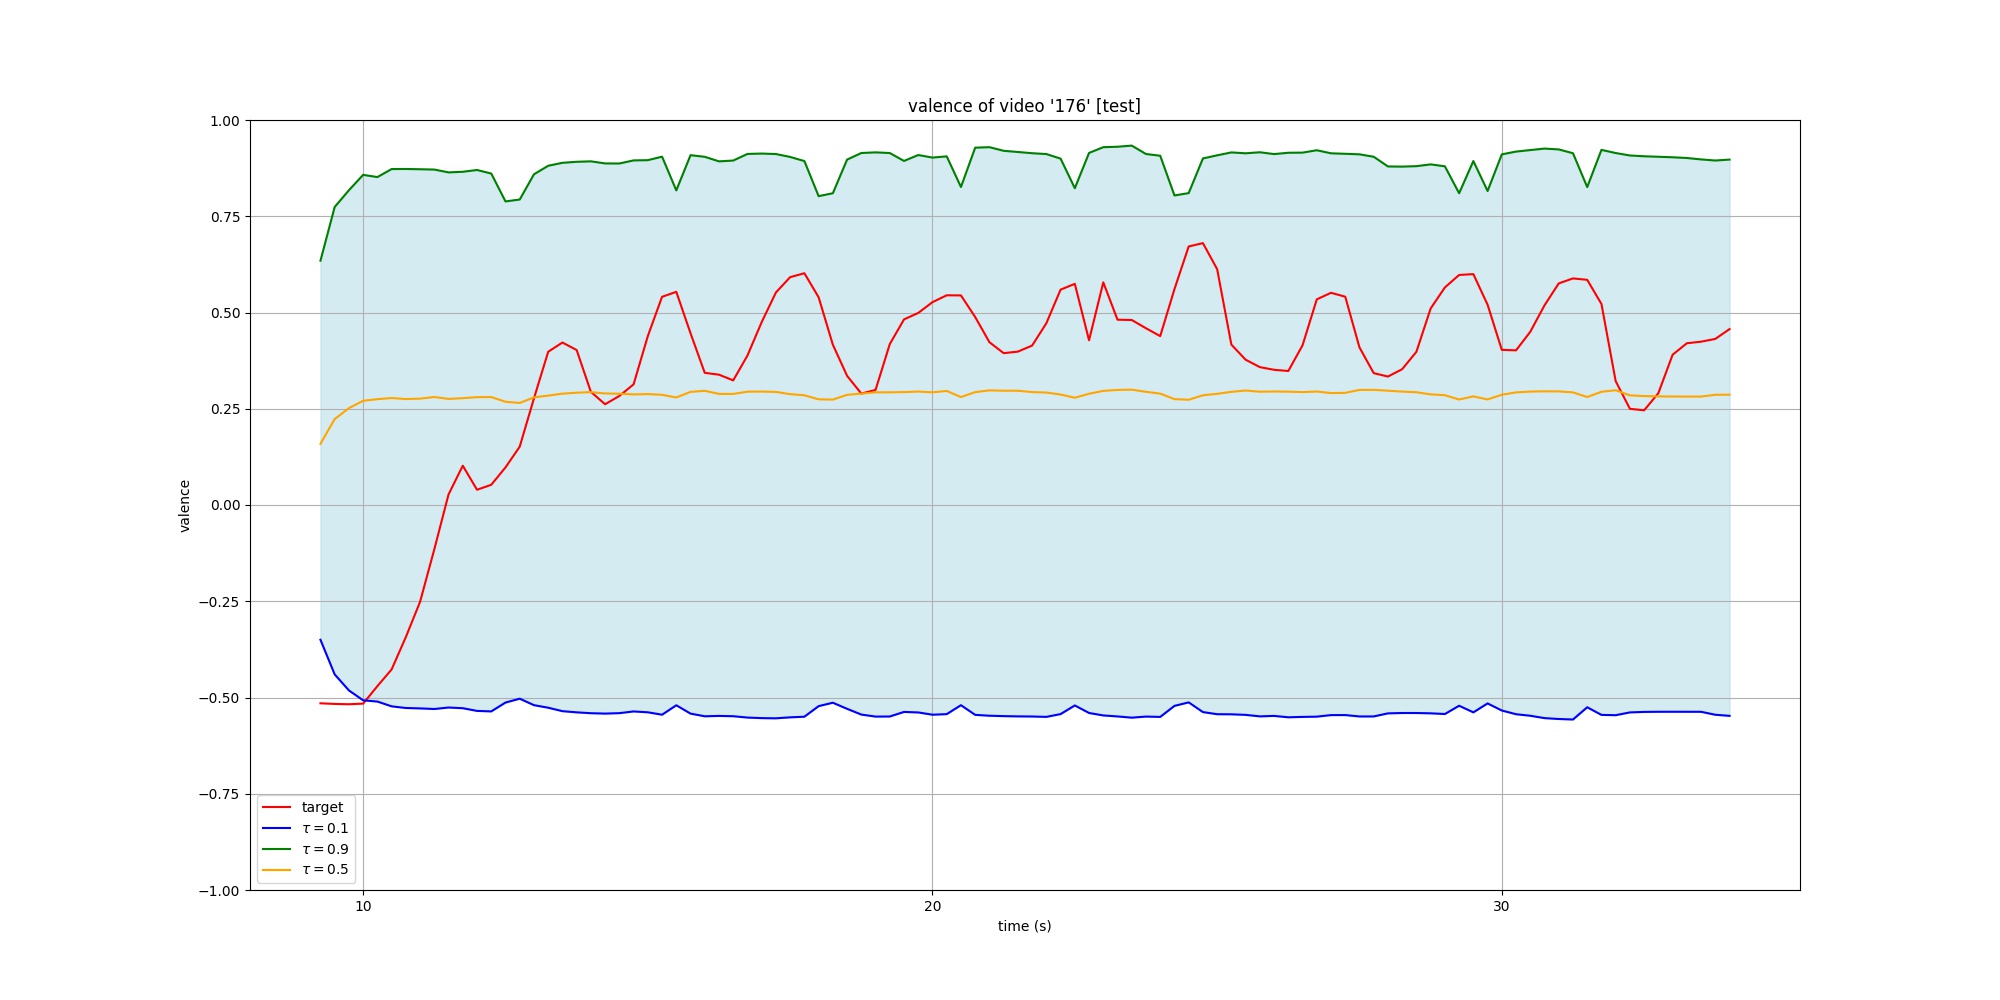 valence of video '176' [test]
1.00
0.75
0.50
0.25
0.00
−0.25
−0.50
−0.75
−1.00
valence
target
τ = 0.1
τ = 0.9
τ = 0.5
10 20 30
time (s)